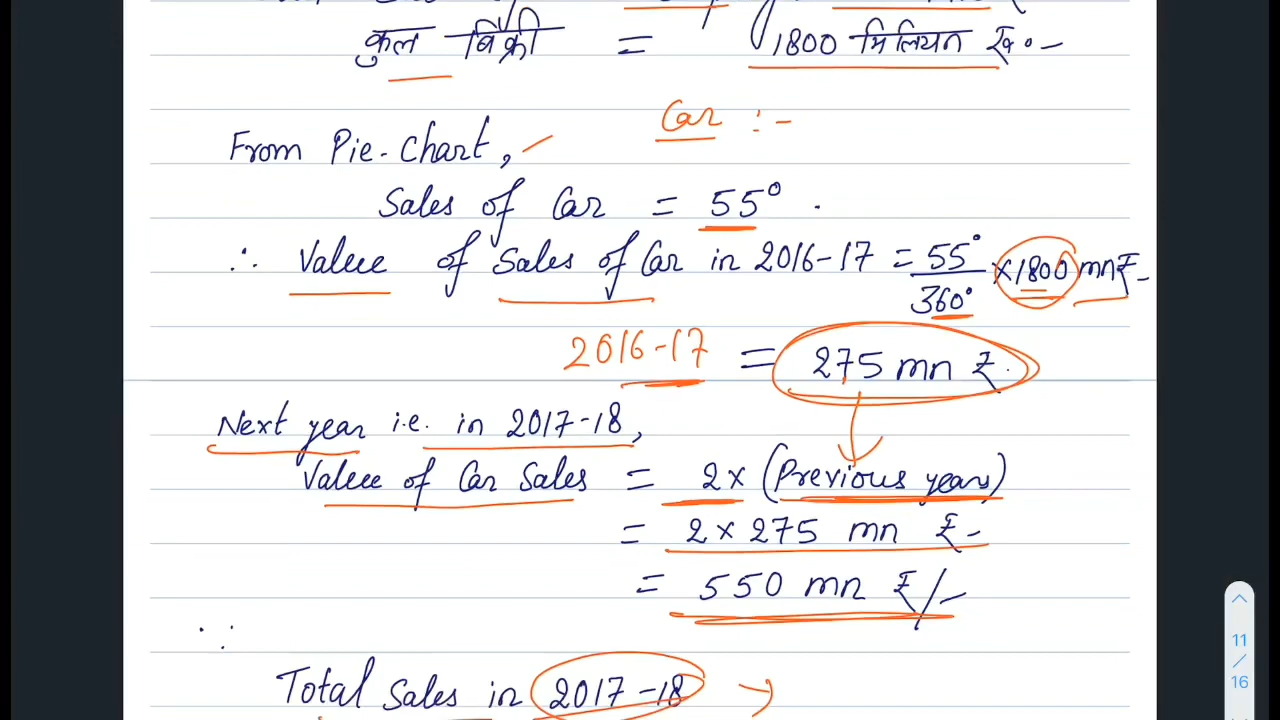 कुल बिक्री = 1800 मिलियन रू०-
Car :-
From Pie-Chart,
Sales of Car = 55° .
∴ Value of Sales of Car in 2016-17 = 55°/360° × 1800 mn ₹-
2016-17 = 275 mn ₹.
Next year i.e. in 2017-18,
Value of Car Sales = 2× (Previous years)
= 2 × 275 mn ₹-
= 550 mn ₹/-
∴
Total Sales in 2017-18 →
11
/
16